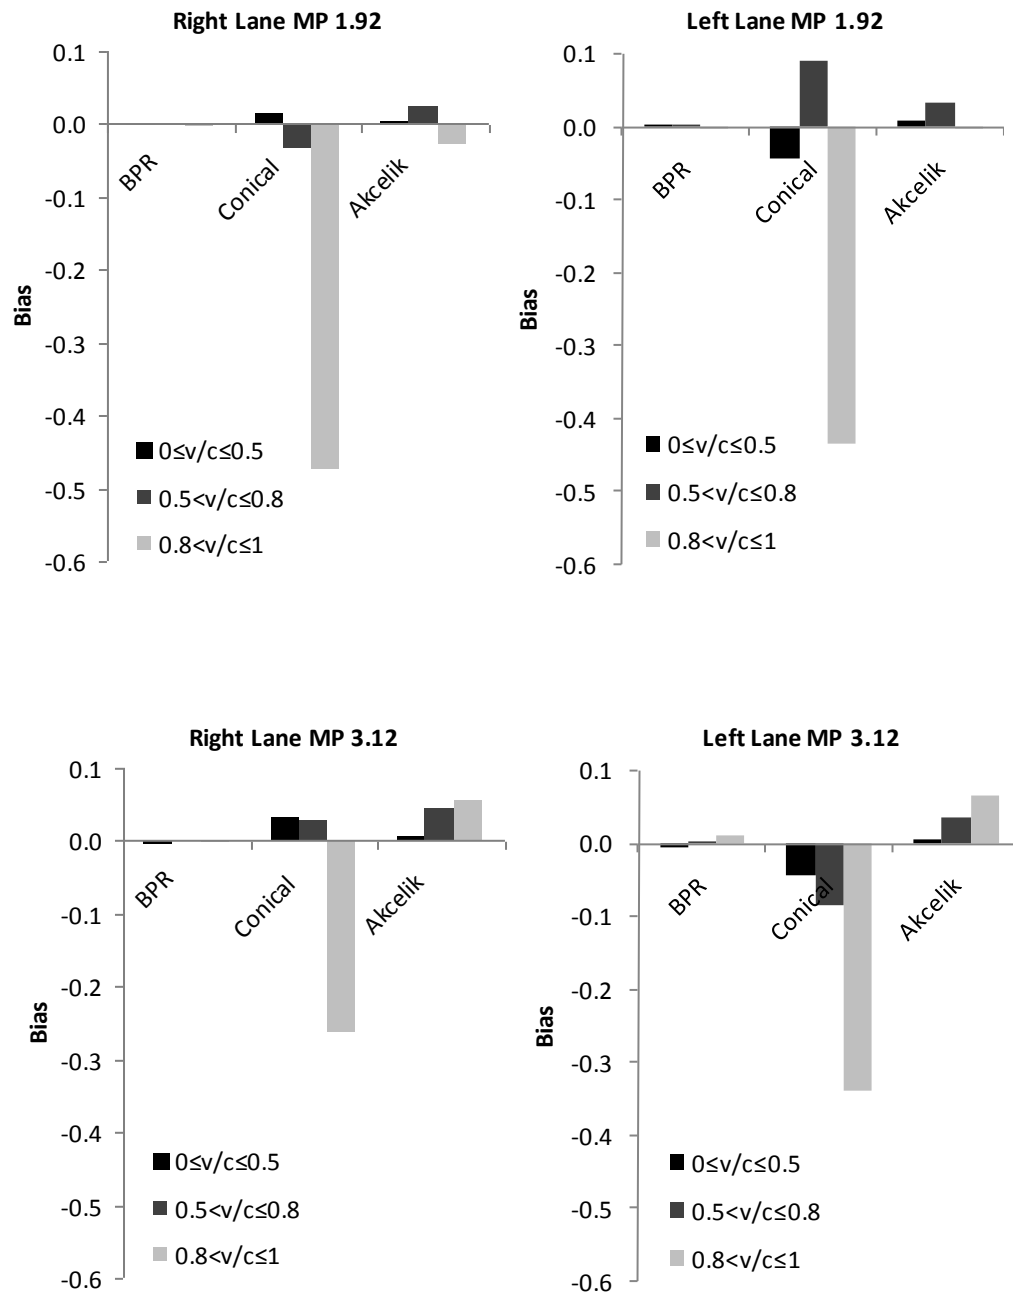 Right Lane MP 1.92
0.1
0.0
-0.1
-0.2
-0.3
-0.4
-0.5
-0.6
Bias
BPR
Conical
Akcelik
0≤v/c≤0.5
0.5<v/c≤0.8
0.8<v/c≤1
Left Lane MP 1.92
0.1
0.0
-0.1
-0.2
-0.3
-0.4
-0.5
-0.6
Bias
BPR
Conical
Akcelik
0≤v/c≤0.5
0.5<v/c≤0.8
0.8<v/c≤1
Right Lane MP 3.12
0.1
0.0
-0.1
-0.2
-0.3
-0.4
-0.5
-0.6
Bias
BPR
Conical
Akcelik
0≤v/c≤0.5
0.5<v/c≤0.8
0.8<v/c≤1
Left Lane MP 3.12
0.1
0.0
-0.1
-0.2
-0.3
-0.4
-0.5
-0.6
Bias
BPR
Conical
Akcelik
0≤v/c≤0.5
0.5<v/c≤0.8
0.8<v/c≤1